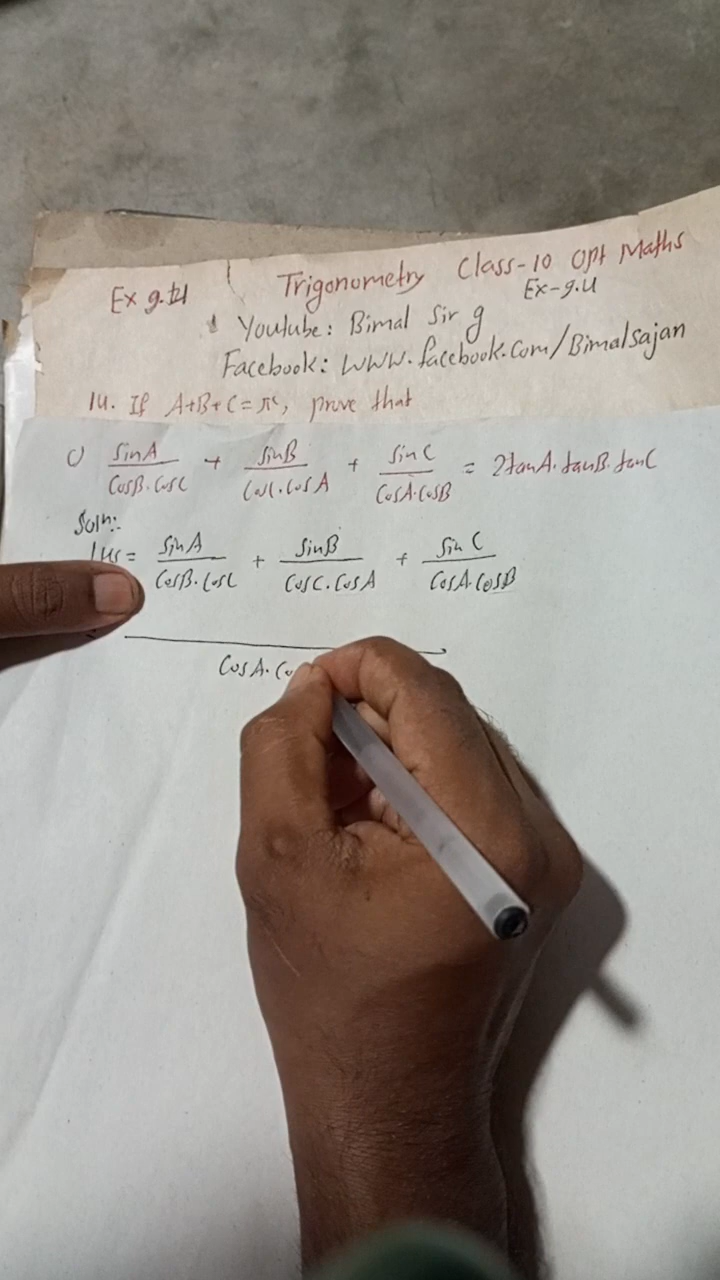 Ex 9.4 Trigonometry Class-10 Opt Maths
Ex-9.4
Youtube: Bimal Sir g
Facebook: WWW.facebook.com/Bimalsajan
14. If A+B+C=πᶜ, prove that
c) SinA/CosB.CosC + SinB/CosC.CosA + SinC/CosA.CosB = 2tanA.tanB.tanC
Soln:
LHS = SinA/CosB.CosC + SinB/CosC.CosA + SinC/CosA.CosB
CosA.Co